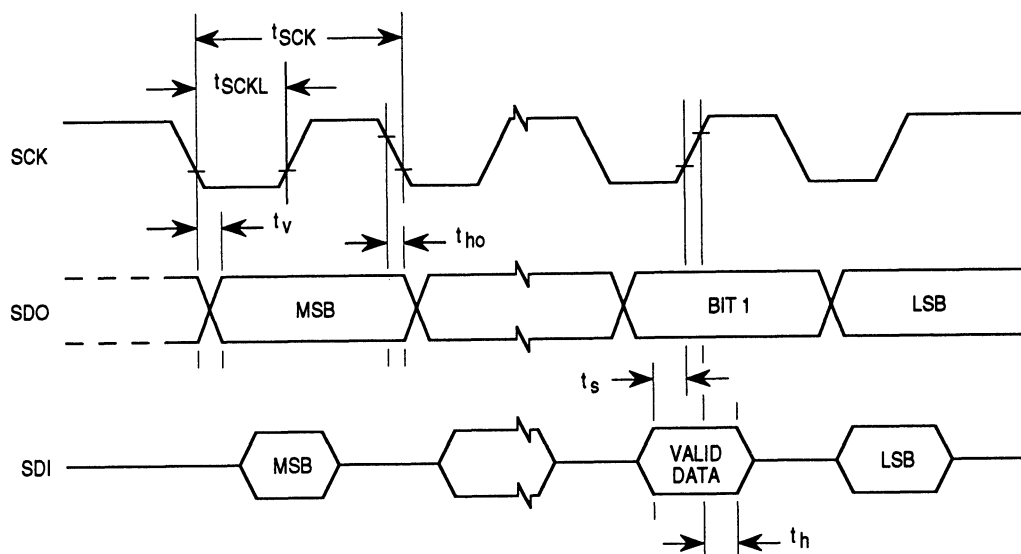 tSCK
tSCKL
SCK
tv
tho
SDO
MSB
BIT 1
LSB
ts
SDI
MSB
VALID
DATA
LSB
th